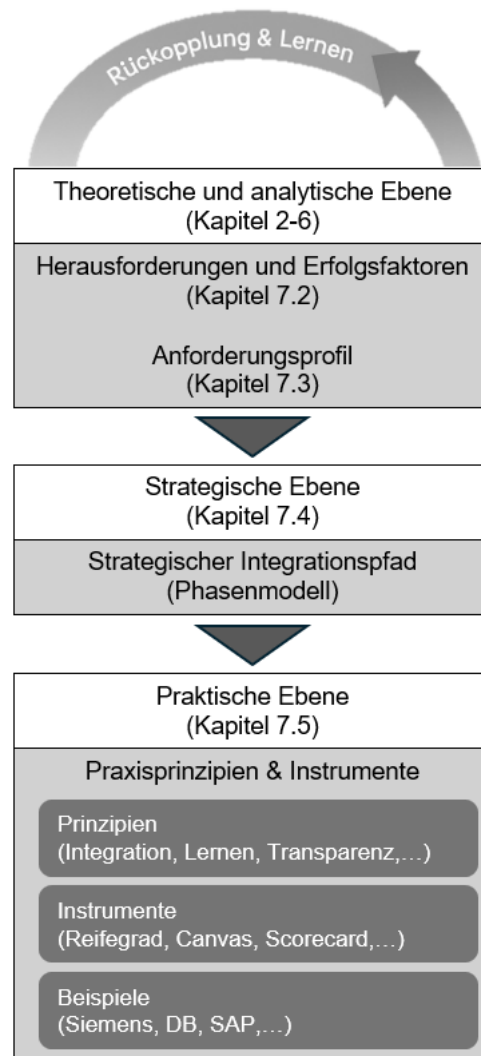 Rückopplung & Lernen
Theoretische und analytische Ebene
(Kapitel 2-6)
Herausforderungen und Erfolgsfaktoren
(Kapitel 7.2)
Anforderungsprofil
(Kapitel 7.3)
Strategische Ebene
(Kapitel 7.4)
Strategischer Integrationspfad
(Phasenmodell)
Praktische Ebene
(Kapitel 7.5)
Praxisprinzipien & Instrumente
Prinzipien
(Integration, Lernen, Transparenz,...)
Instrumente
(Reifegrad, Canvas, Scorecard,...)
Beispiele
(Siemens, DB, SAP,...)